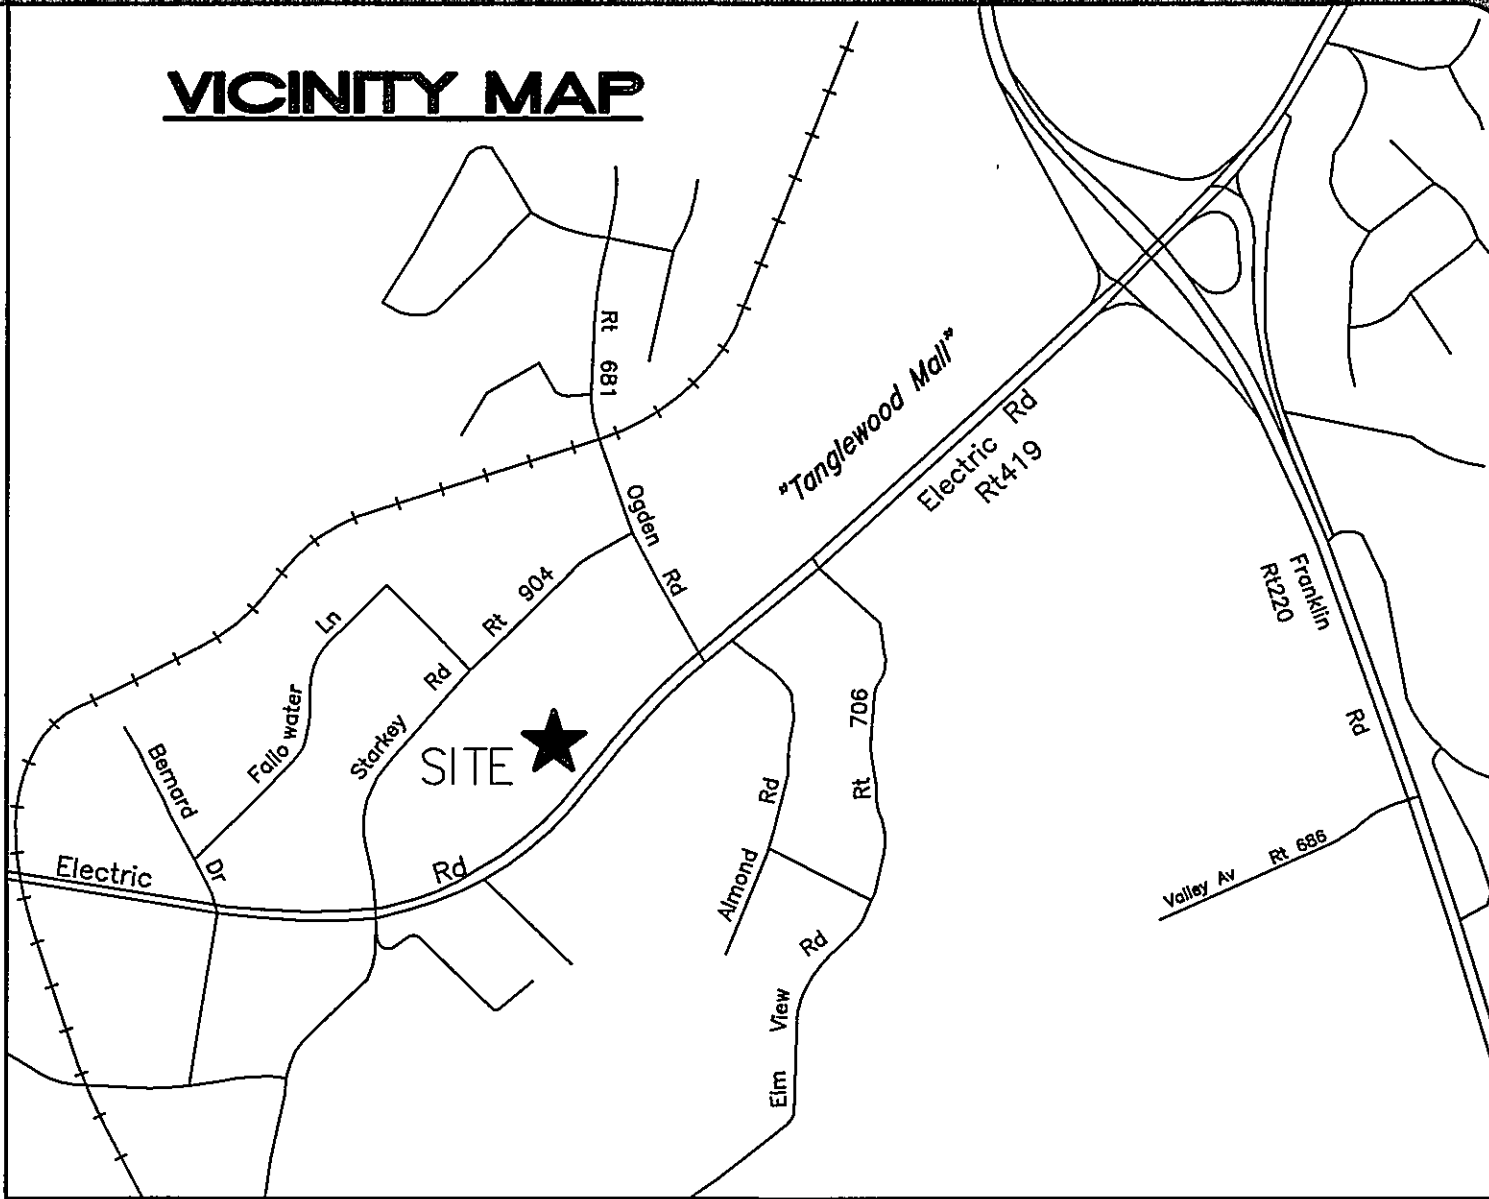 VICINITY MAP
Rt 681
"Tanglewood Mall"
Electric Rd
Rt419
Ogden Rd
Rt 904
Starkey Rd
Fallo water Ln
Franklin Rd
Rt220
SITE
Bernard Dr
Electric Rd
Almond Rd
Rt 706
Elm View Rd
Valley Av Rt 686